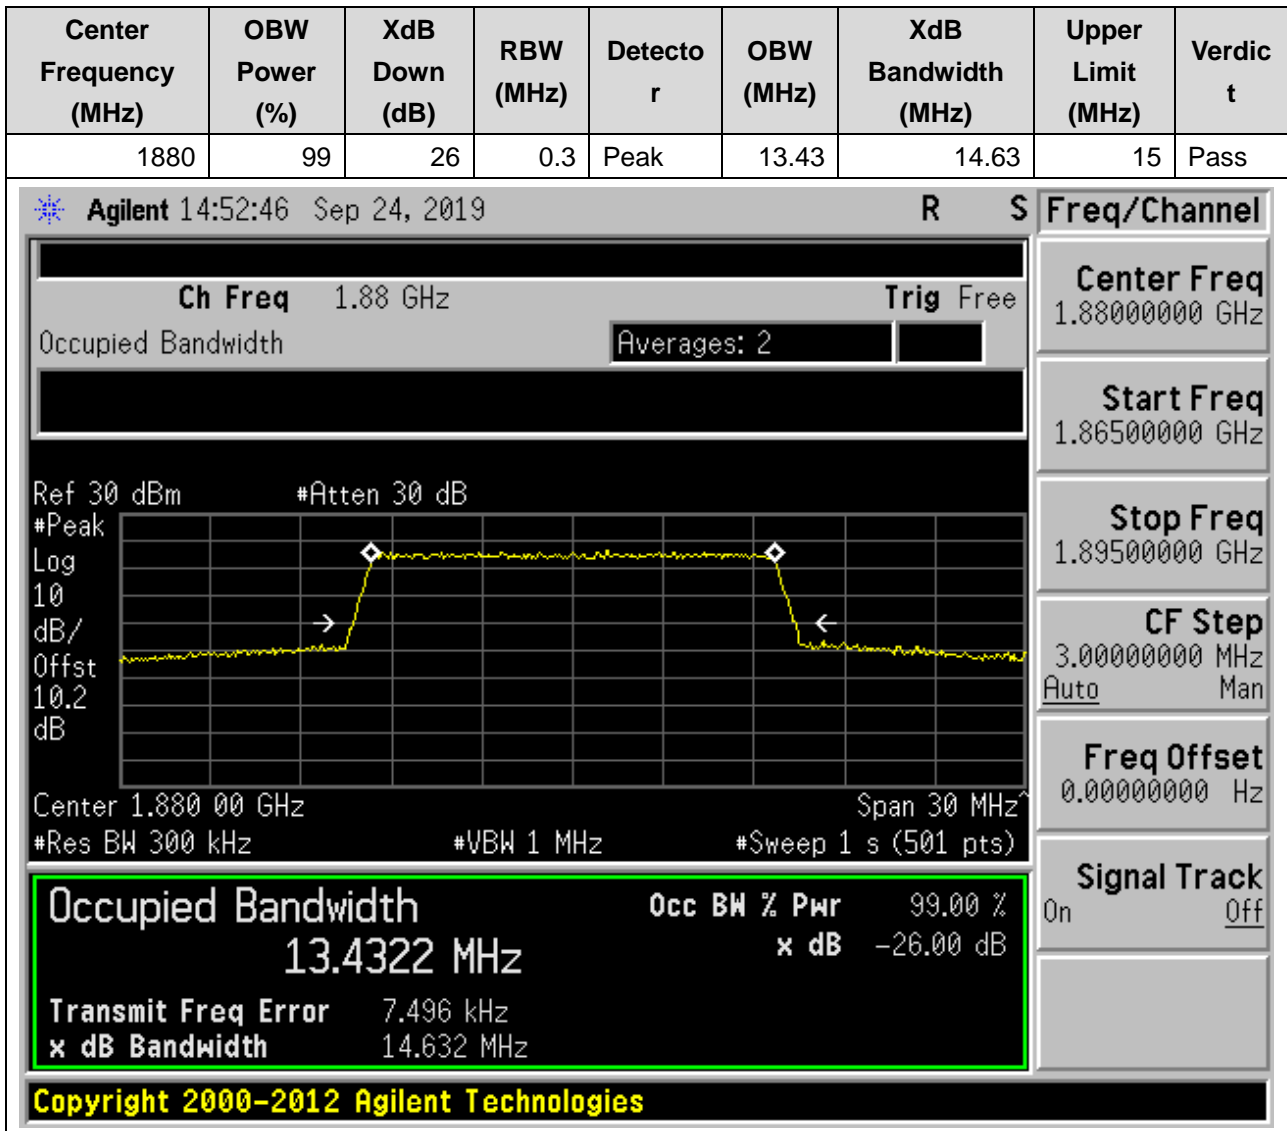 Center Frequency (MHz) OBW Power (%) XdB Down (dB) RBW (MHz) Detecto r OBW (MHz) XdB Bandwidth (MHz) Upper Limit (MHz) Verdic t
1880 99 26 0.3 Peak 13.43 14.63 15 Pass
Agilent 14:52:46 Sep 24, 2019 R S
Ch Freq 1.88 GHz Trig Free
Occupied Bandwidth Averages: 2
Ref 30 dBm #Atten 30 dB
#Peak
Log
10
dB/
Offst
10.2
dB
Center 1.880 00 GHz Span 30 MHz^
#Res BW 300 kHz #VBW 1 MHz #Sweep 1 s (501 pts)
Occupied Bandwidth Occ BW % Pwr 99.00 %
13.4322 MHz x dB -26.00 dB
Transmit Freq Error 7.496 kHz
x dB Bandwidth 14.632 MHz
Freq/Channel
Center Freq
1.88000000 GHz
Start Freq
1.86500000 GHz
Stop Freq
1.89500000 GHz
CF Step
3.00000000 MHz
Auto Man
Freq Offset
0.00000000 Hz
Signal Track
On Off
Copyright 2000-2012 Agilent Technologies